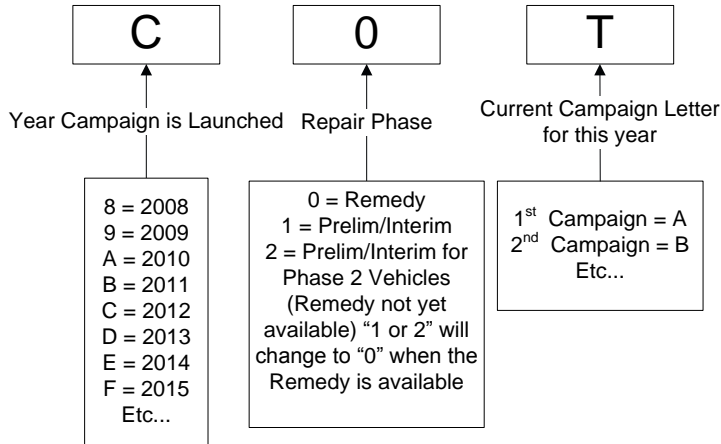 C
0
T
Year Campaign is Launched
Repair Phase
Current Campaign Letter
for this year
8 = 2008
9 = 2009
A = 2010
B = 2011
C = 2012
D = 2013
E = 2014
F = 2015
Etc...
0 = Remedy
1 = Prelim/Interim
2 = Prelim/Interim for
Phase 2 Vehicles
(Remedy not yet
available) “1 or 2” will
change to “0” when the
Remedy is available
1st Campaign = A
2nd Campaign = B
Etc...